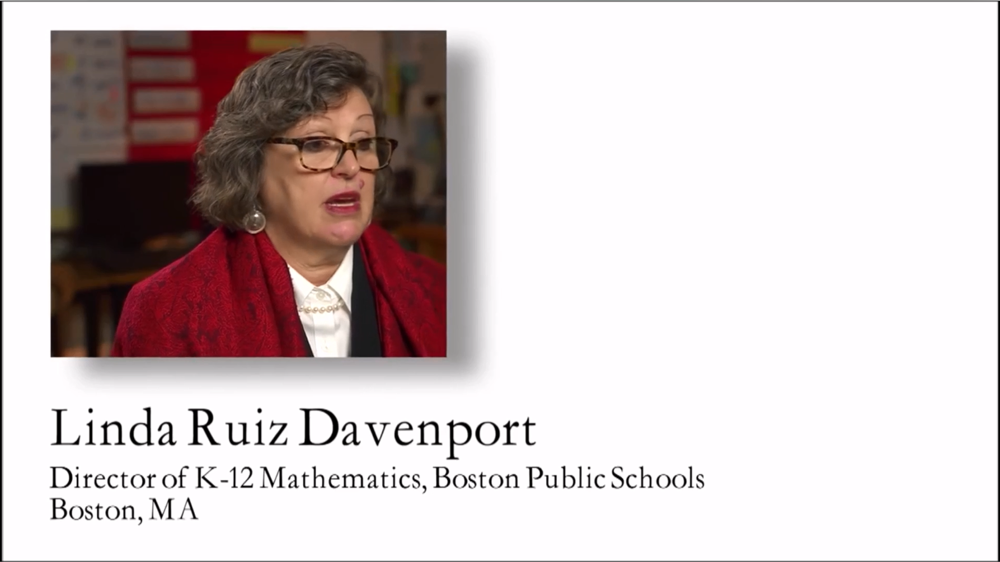 Linda Ruiz Davenport
Director of K-12 Mathematics, Boston Public Schools
Boston, MA